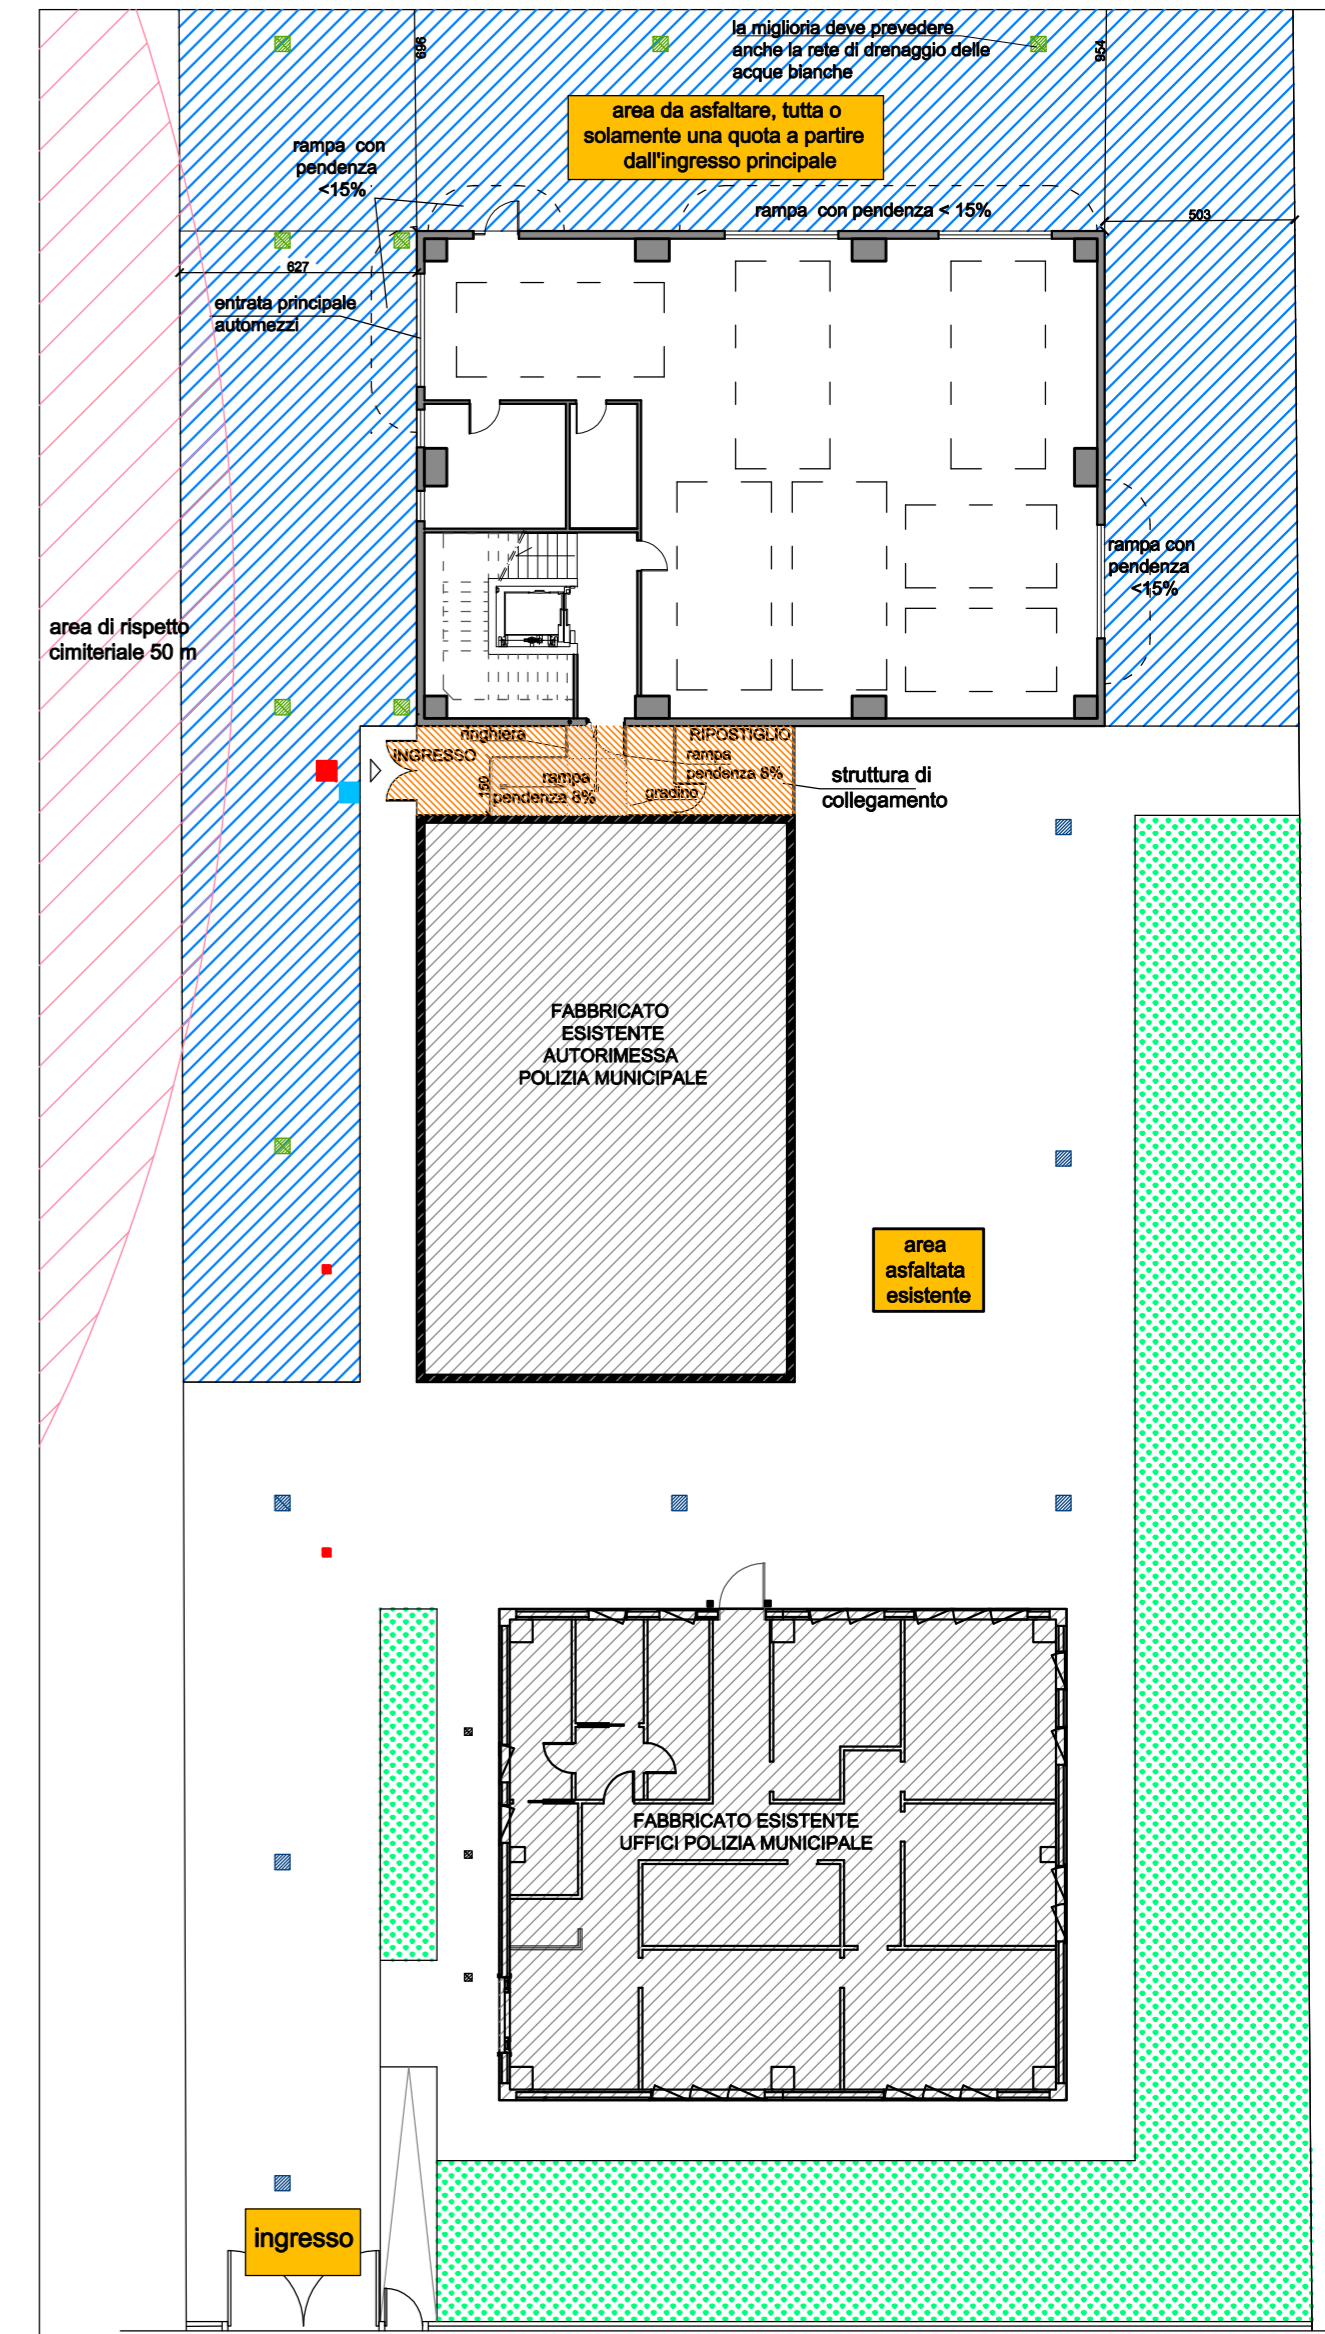 la miglioria deve prevedere
anche la rete di drenaggio delle
acque bianche
696
954
area da asfaltare, tutta o
solamente una quota a partire
dall'ingresso principale
rampa con
pendenza
<15%
rampa con pendenza < 15%
503
627
entrata principale
automezzi
rampa con
pendenza
<15%
area di rispetto
cimiteriale 50 m
ringhiera
RIPOSTIGLIO
INGRESSO
rampa
pendenza 8%
rampa
pendenza 8%
150
gradino
struttura di
collegamento
FABBRICATO
ESISTENTE
AUTORIMESSA
POLIZIA MUNICIPALE
area
asfaltata
esistente
FABBRICATO ESISTENTE
UFFICI POLIZIA MUNICIPALE
ingresso